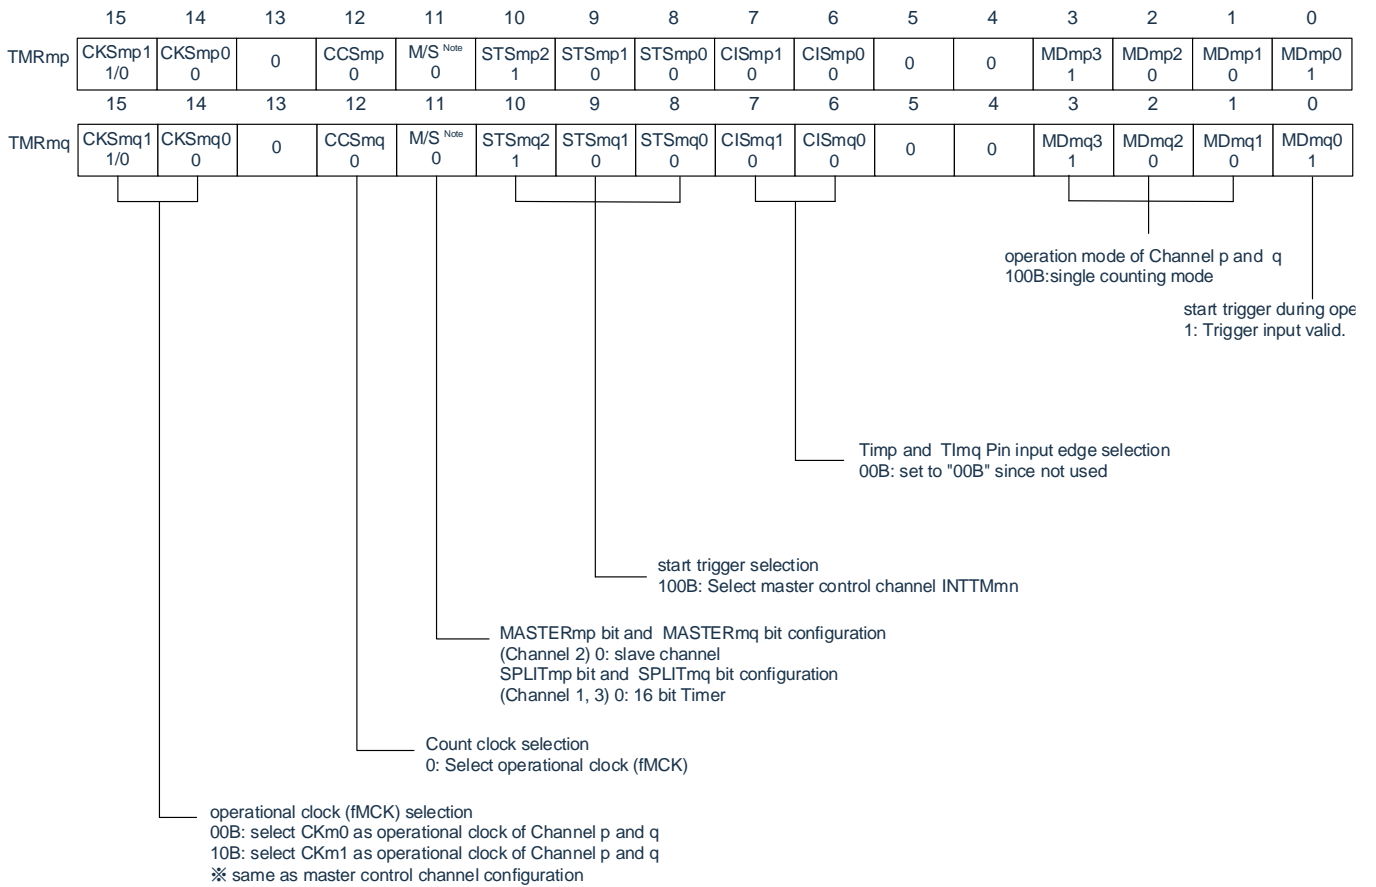 15 14 13 12 11 10 9 8 7 6 5 4 3 2 1 0
TMRmp CKSmp1 CKSmp0 0 CCSmp M/S Note STSmp2 STSmp1 STSmp0 CISmp1 CISmp0 0 0 MDmp3 MDmp2 MDmp1 MDmp0
1/0 0 0 0 1 0 0 0 0 1 0 0 1
15 14 13 12 11 10 9 8 7 6 5 4 3 2 1 0
TMRmq CKSmq1 CKSmq0 0 CCSmq M/S Note STSmq2 STSmq1 STSmq0 CISmq1 CISmq0 0 0 MDmq3 MDmq2 MDmq1 MDmq0
1/0 0 0 0 1 0 0 0 0 1 0 0 1
operation mode of Channel p and q
100B:single counting mode
start trigger during ope
1: Trigger input valid.
Timp and TImq Pin input edge selection
00B: set to "00B" since not used
start trigger selection
100B: Select master control channel INTTMmn
MASTERmp bit and MASTERmq bit configuration
(Channel 2) 0: slave channel
SPLITmp bit and SPLITmq bit configuration
(Channel 1, 3) 0: 16 bit Timer
Count clock selection
0: Select operational clock (fMCK)
operational clock (fMCK) selection
00B: select CKm0 as operational clock of Channel p and q
10B: select CKm1 as operational clock of Channel p and q
※ same as master control channel configuration